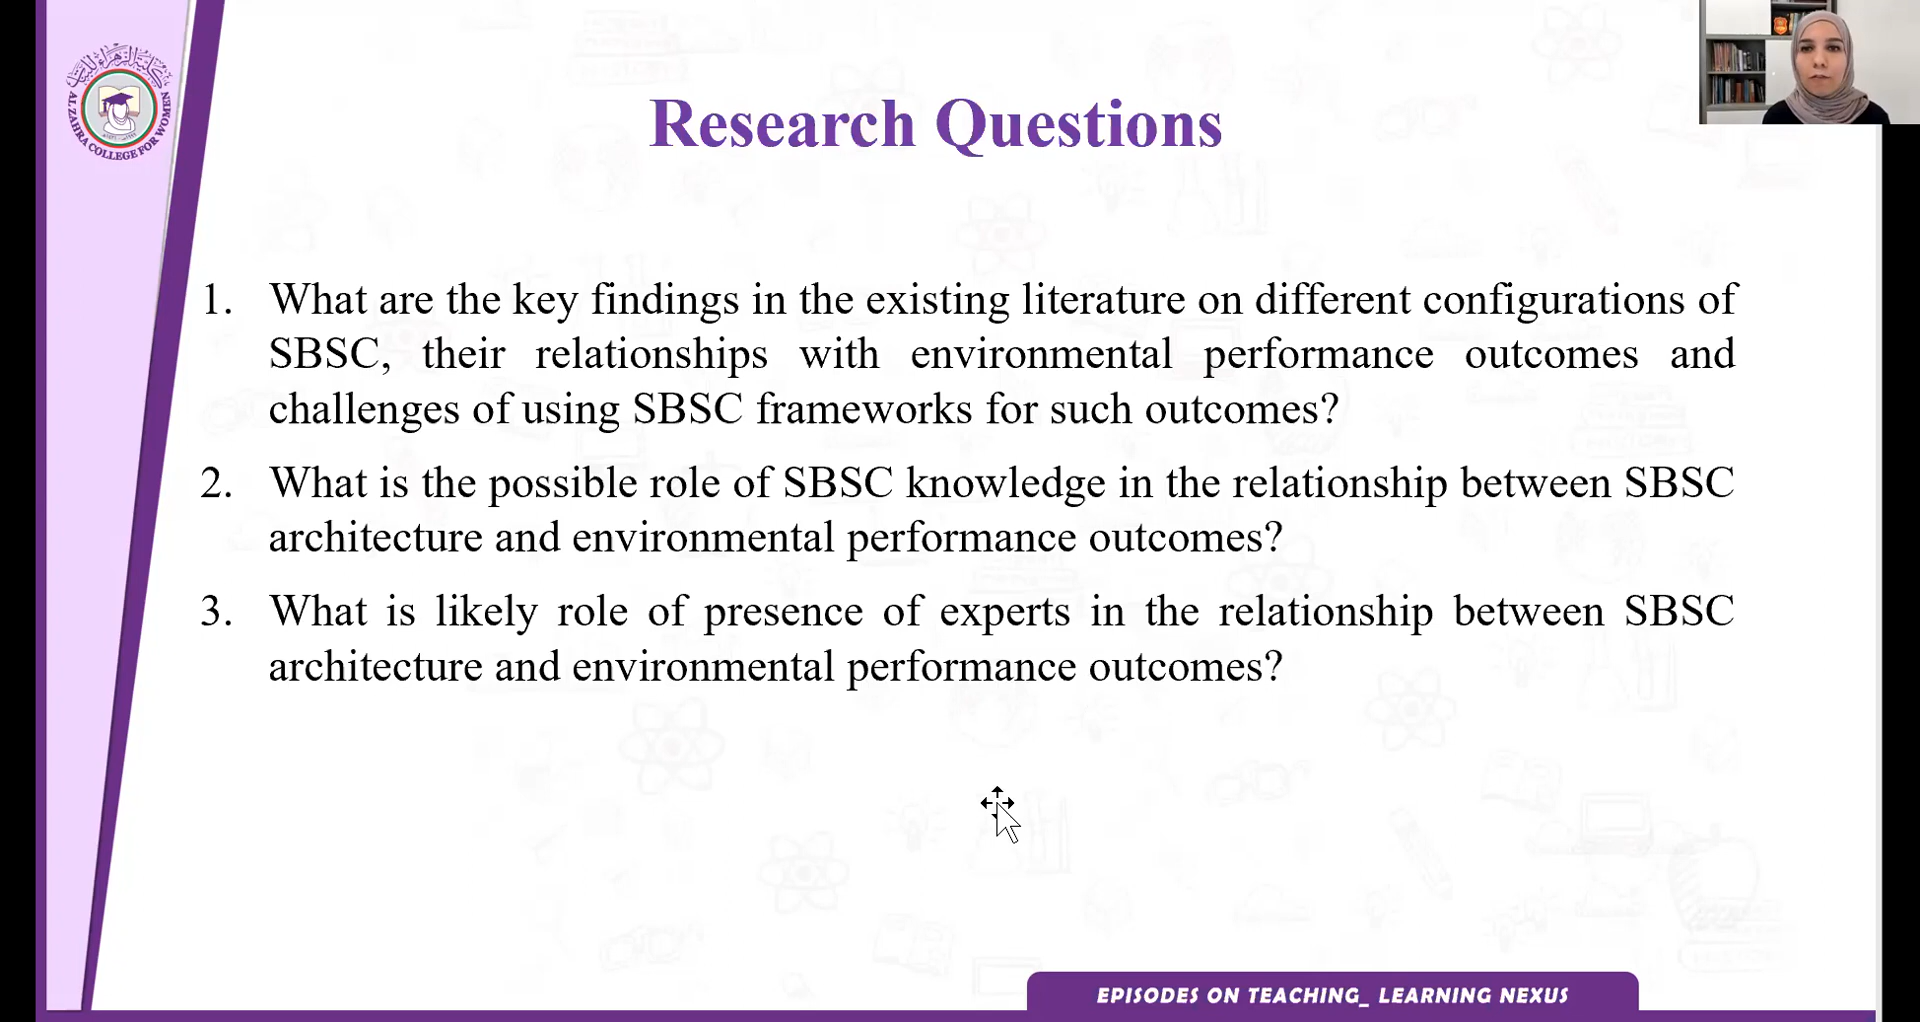 كلية الزهراء للبنات
AL ZAHRA COLLEGE FOR WOMEN
Research Questions
1. What are the key findings in the existing literature on different configurations of
SBSC, their relationships with environmental performance outcomes and
challenges of using SBSC frameworks for such outcomes?
2. What is the possible role of SBSC knowledge in the relationship between SBSC
architecture and environmental performance outcomes?
3. What is likely role of presence of experts in the relationship between SBSC
architecture and environmental performance outcomes?
EPISODES ON TEACHING_ LEARNING NEXUS